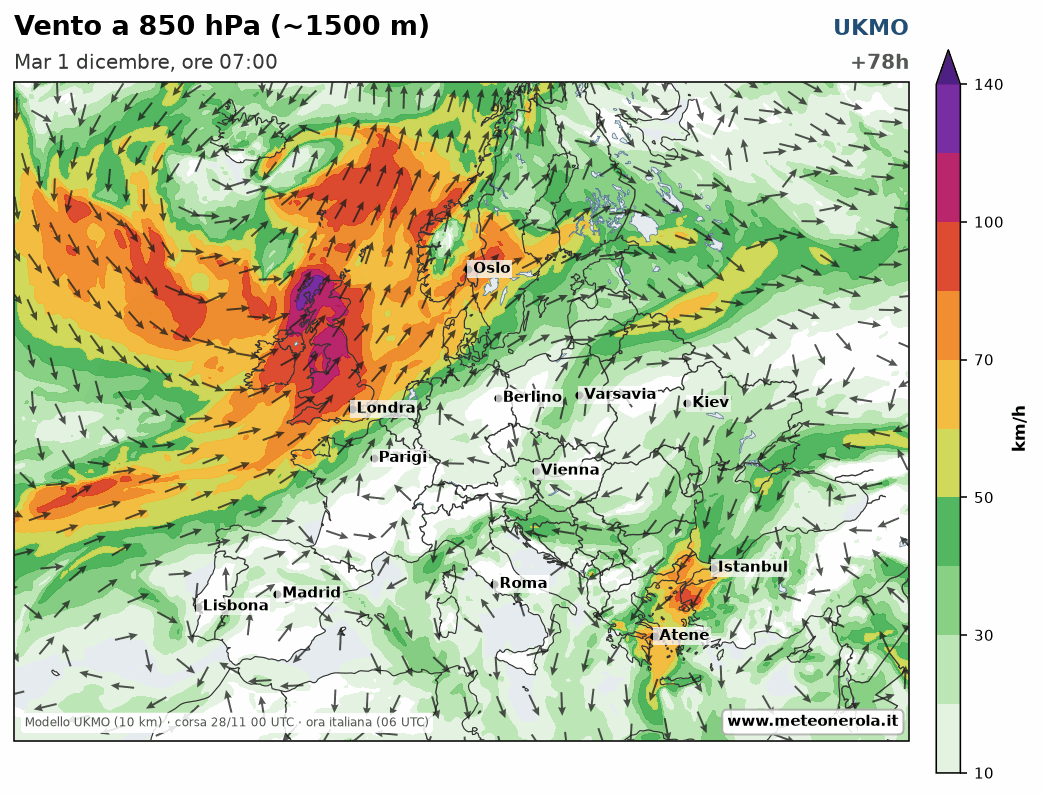 Vento a 850 hPa (~1500 m)
UKMO
Mar 1 dicembre, ore 07:00
+78h
140
100
70
50
30
10
km/h
Oslo
Londra
Berlino
Varsavia
Kiev
Parigi
Vienna
Istanbul
Roma
Madrid
Lisbona
Atene
Modello UKMO (10 km) · corsa 28/11 00 UTC · ora italiana (06 UTC)
www.meteonerola.it